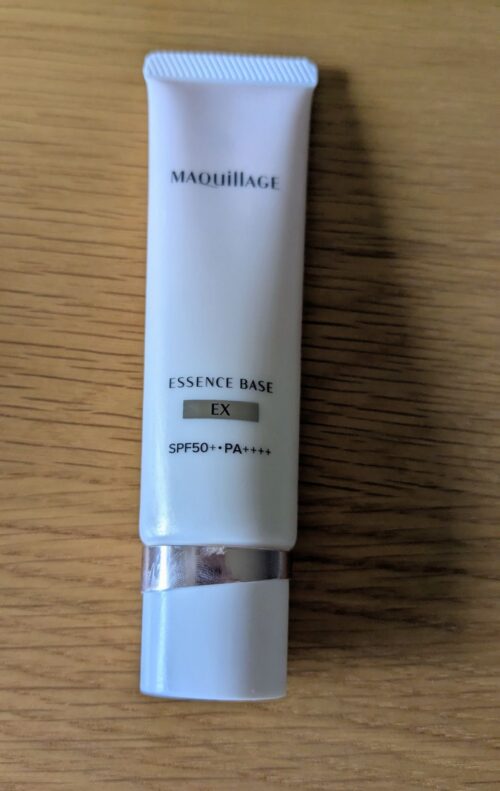 MAQuillAGE
ESSENCE BASE
EX
SPF50+・PA++++